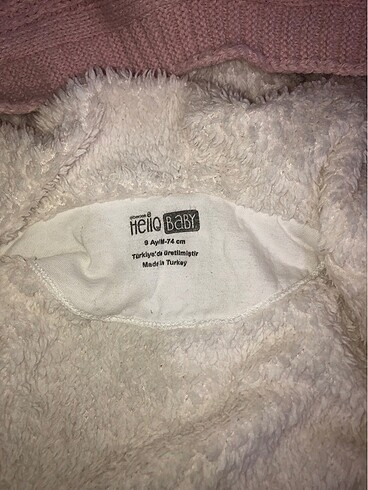 Hello BABY
9 Ay/M-74 cm
Türkiye'de üretilmiştir
Made in Turkey